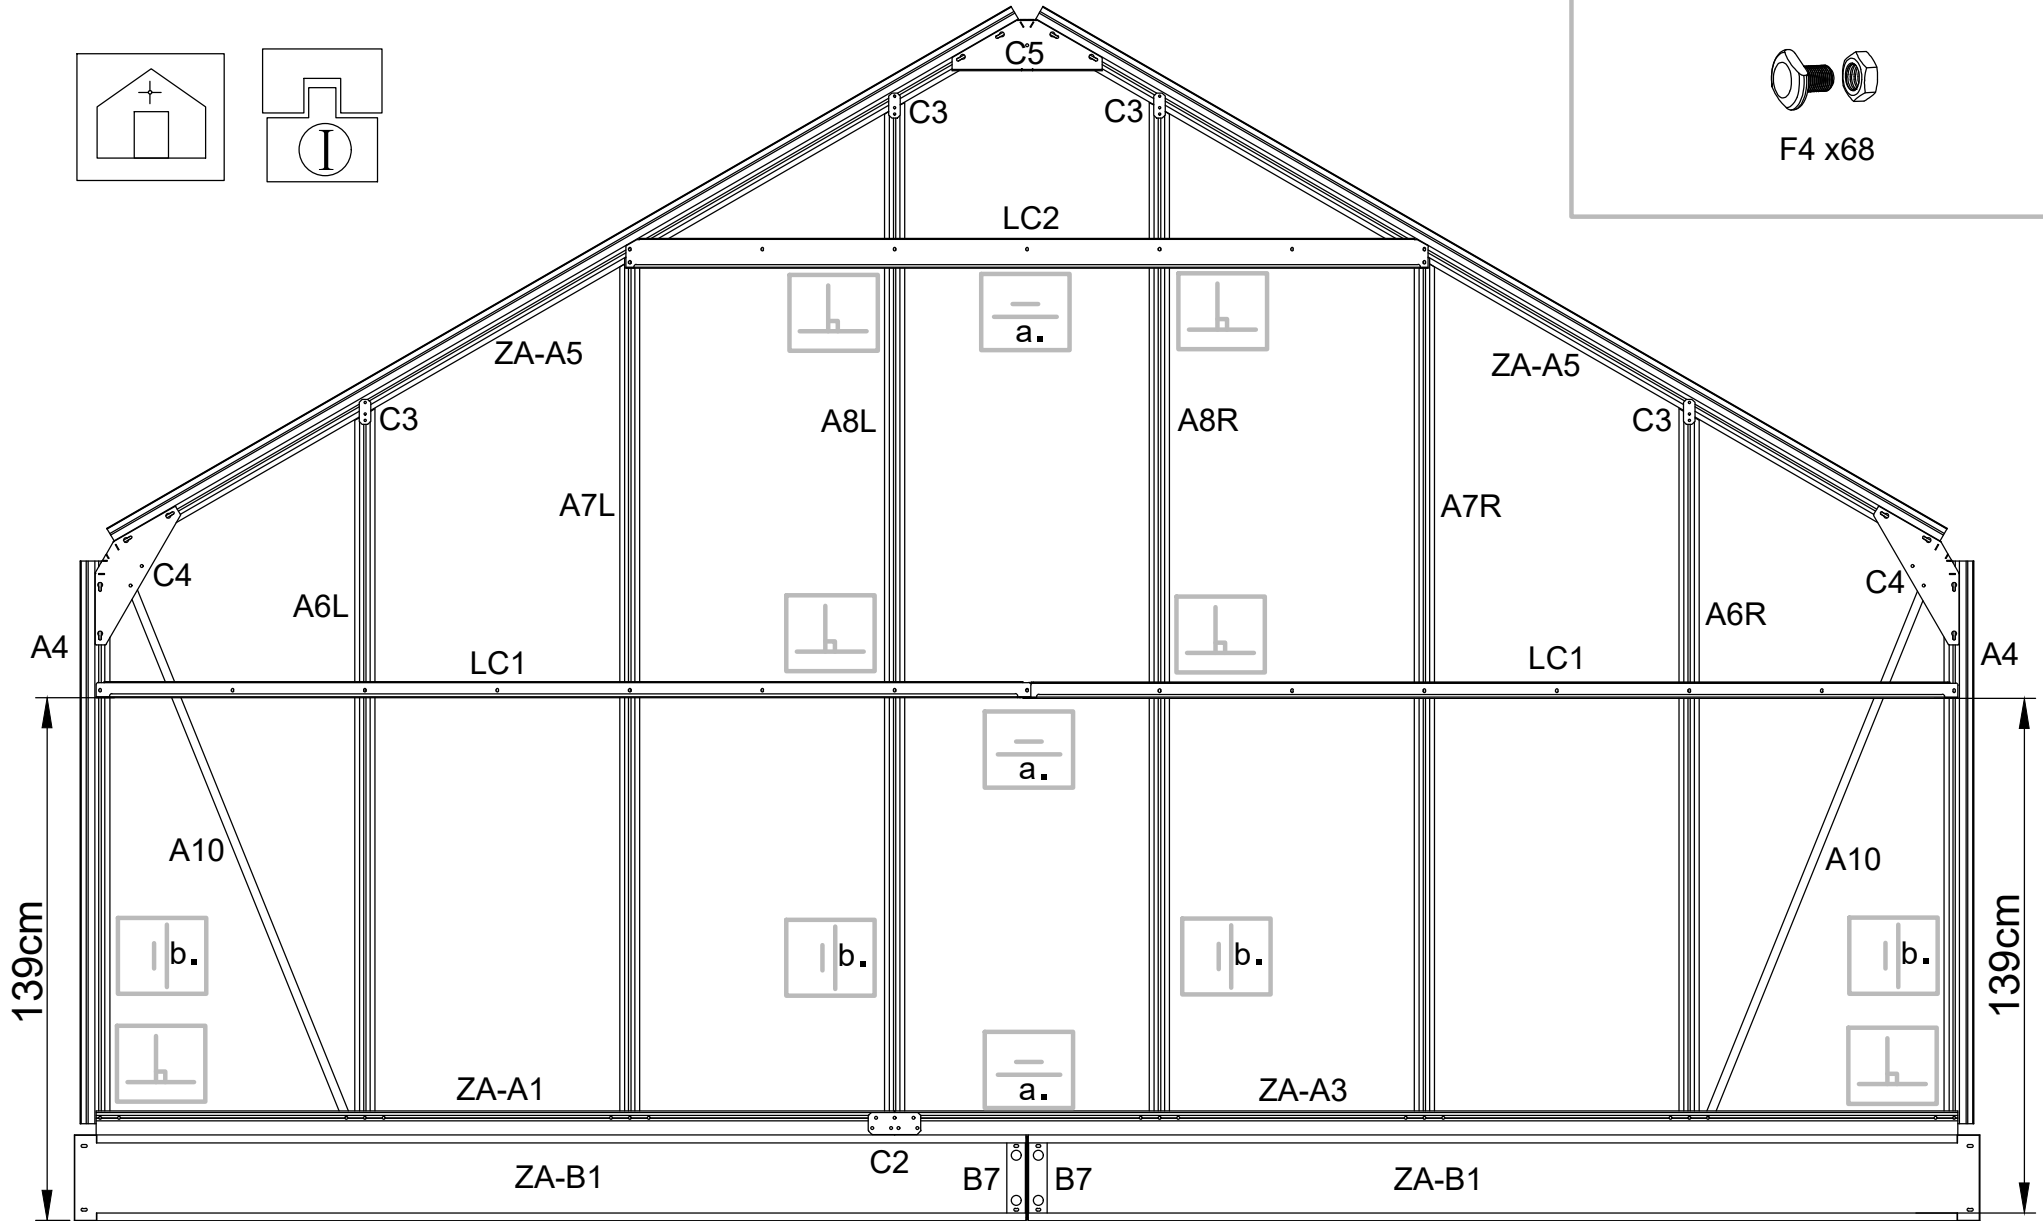 C5
I
F4 x68
C3
C3
LC2
a.
ZA-A5
ZA-A5
C3
A8L
A8R
C3
A7L
A7R
C4
C4
A6L
A6R
A4
LC1
LC1
A4
a.
A10
A10
139cm
139cm
b.
b.
b.
b.
ZA-A1
a.
ZA-A3
C2
ZA-B1
B7
B7
ZA-B1